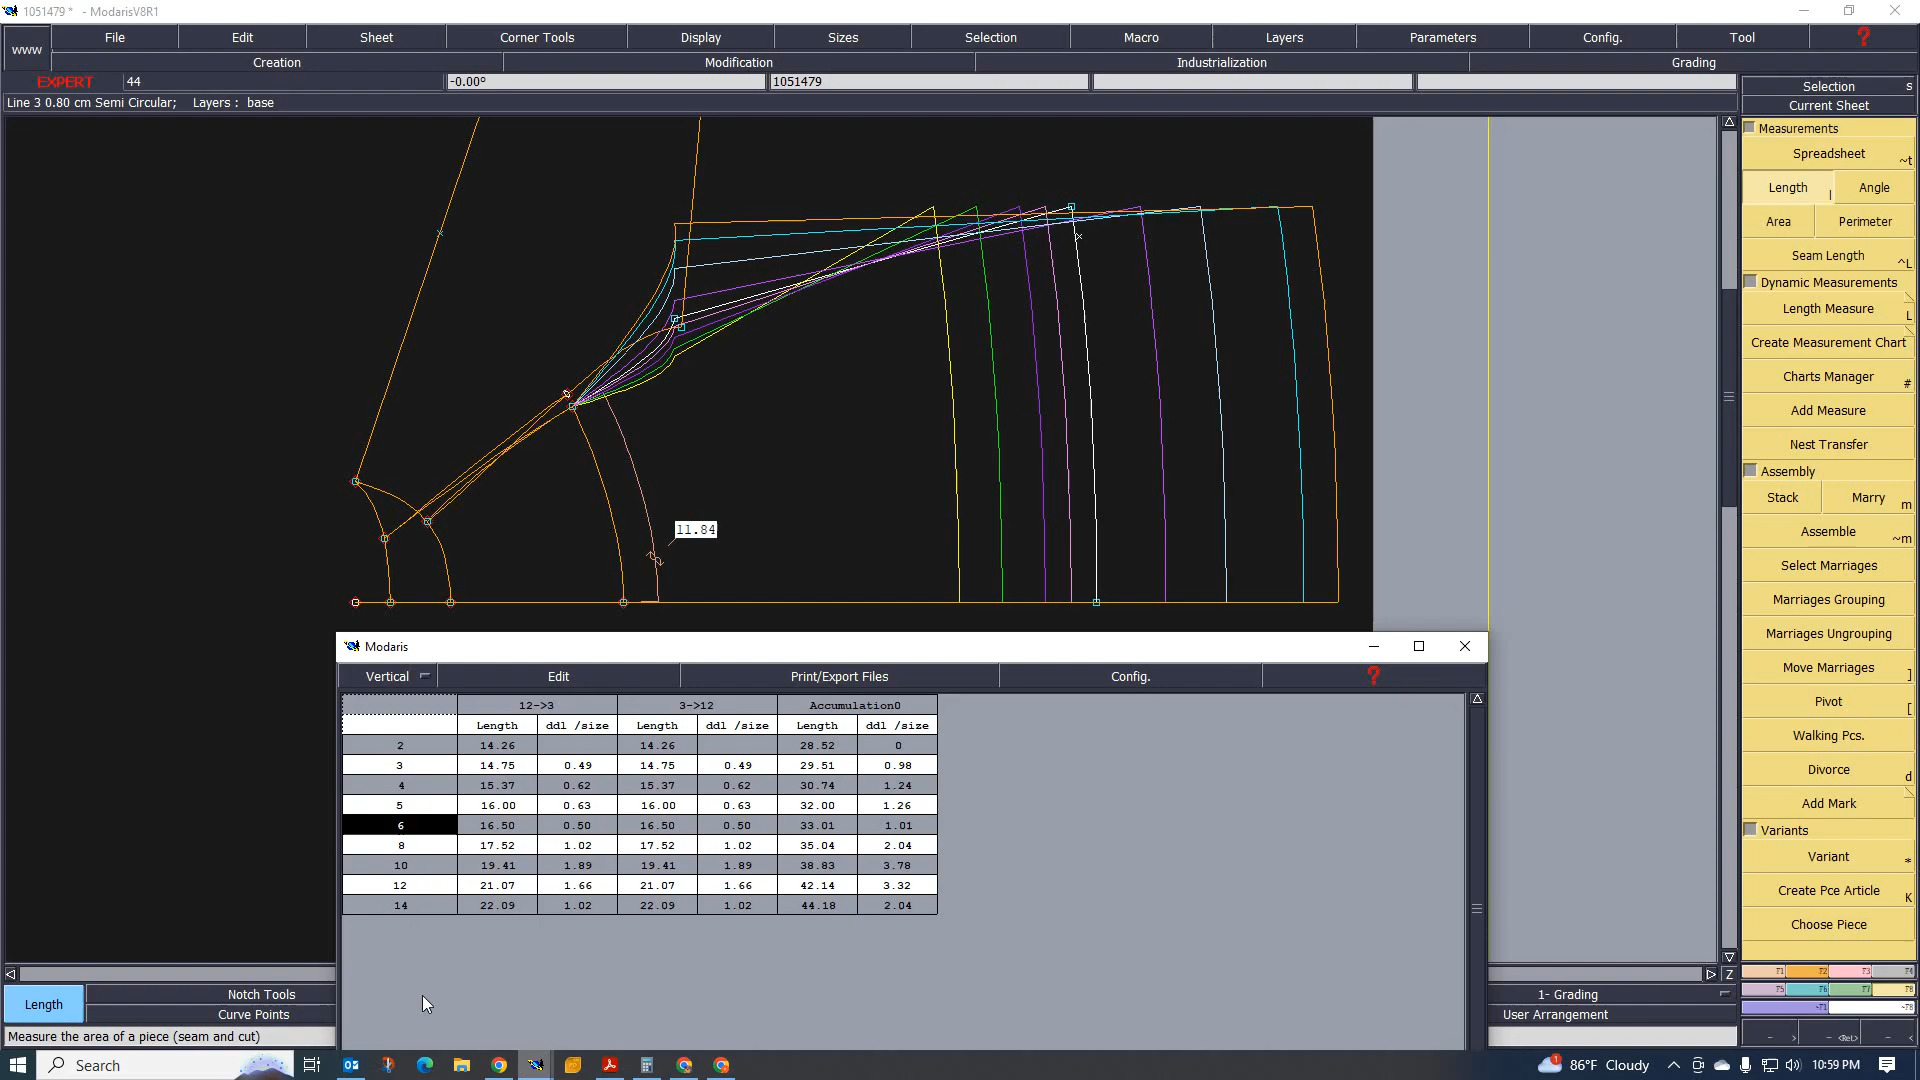 1051479 * - ModarisV8R1
www File Edit Sheet Corner Tools Display Sizes Selection Macro Layers Parameters Config. Tool ?
Creation Modification Industrialization Grading
EXPERT 44 -0.00° 1051479
Line 3 0.80 cm Semi Circular; Layers : base
Selection s
Current Sheet
Measurements
Spreadsheet ~t
Length l Angle
Area Perimeter
Seam Length ^L
Dynamic Measurements
Length Measure L
Create Measurement Chart
Charts Manager #
Add Measure
Nest Transfer
Assembly
Stack Marry m
Assemble ~m
Select Marriages
Marriages Grouping
Marriages Ungrouping
Move Marriages ]
Pivot [
Walking Pcs.
Divorce d
Add Mark
Variants
Variant *
Create Pce Article K
Choose Piece
F1 F2 F3 F4
F5 F6 F7 F8
~F1 ~F8
- > - <Rel> - <
11.84
Modaris
Vertical Edit Print/Export Files Config. ?
12->3 3->12 Accumulation0
Length ddl /size Length ddl /size Length ddl /size
2 14.26 14.26 28.52 0
3 14.75 0.49 14.75 0.49 29.51 0.98
4 15.37 0.62 15.37 0.62 30.74 1.24
5 16.00 0.63 16.00 0.63 32.00 1.26
6 16.50 0.50 16.50 0.50 33.01 1.01
8 17.52 1.02 17.52 1.02 35.04 2.04
10 19.41 1.89 19.41 1.89 38.83 3.78
12 21.07 1.66 21.07 1.66 42.14 3.32
14 22.09 1.02 22.09 1.02 44.18 2.04
Z
Length Notch Tools 1- Grading
Curve Points User Arrangement
Measure the area of a piece (seam and cut)
Search 1 86°F Cloudy 10:59 PM